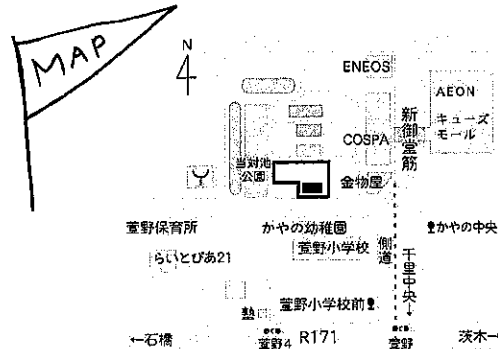 MAP
N
4
ENEOS
AEON
キューズ
モール
新御堂筋
COSPA
当対池
公園
金物屋
萱野保育所
かやの幼稚園
かやの中央
らいとぴあ21
萱野小学校
側道
千里中央→
塾
萱野小学校前
←石橋
萱野4
R171
萱野
茨木→